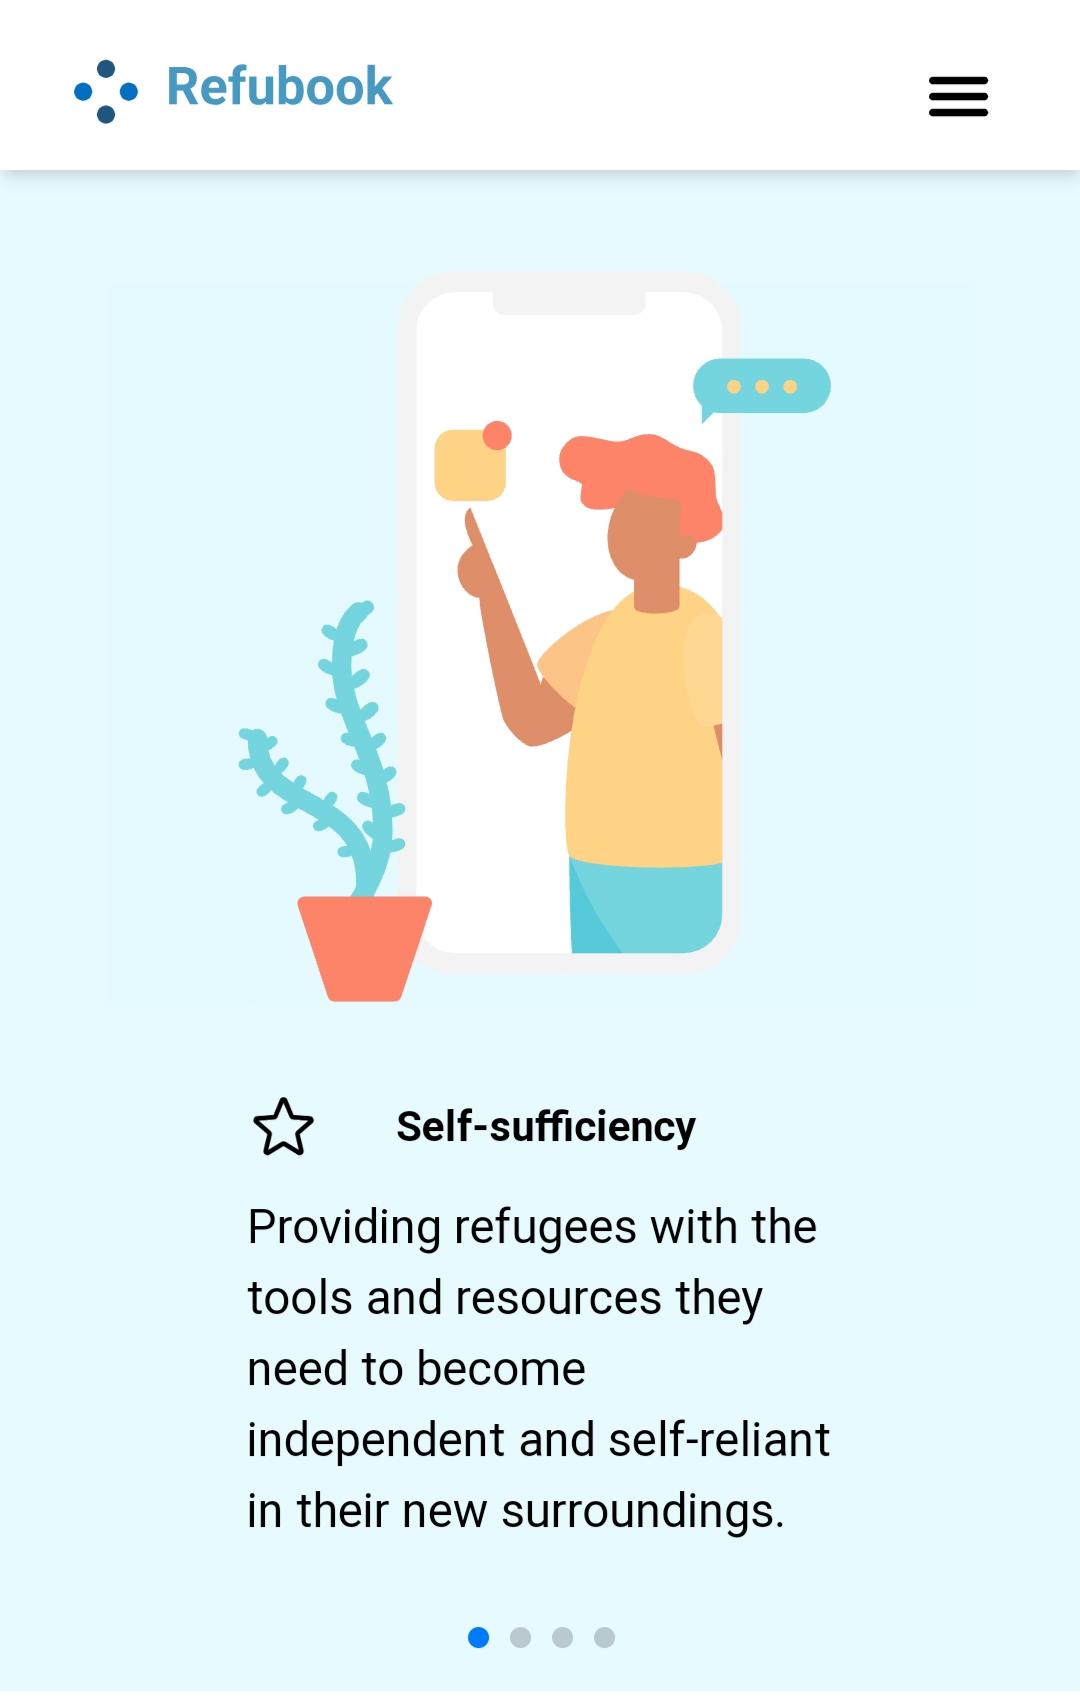 Refubook
Self-sufficiency
Providing refugees with the
tools and resources they
need to become
independent and self-reliant
in their new surroundings.